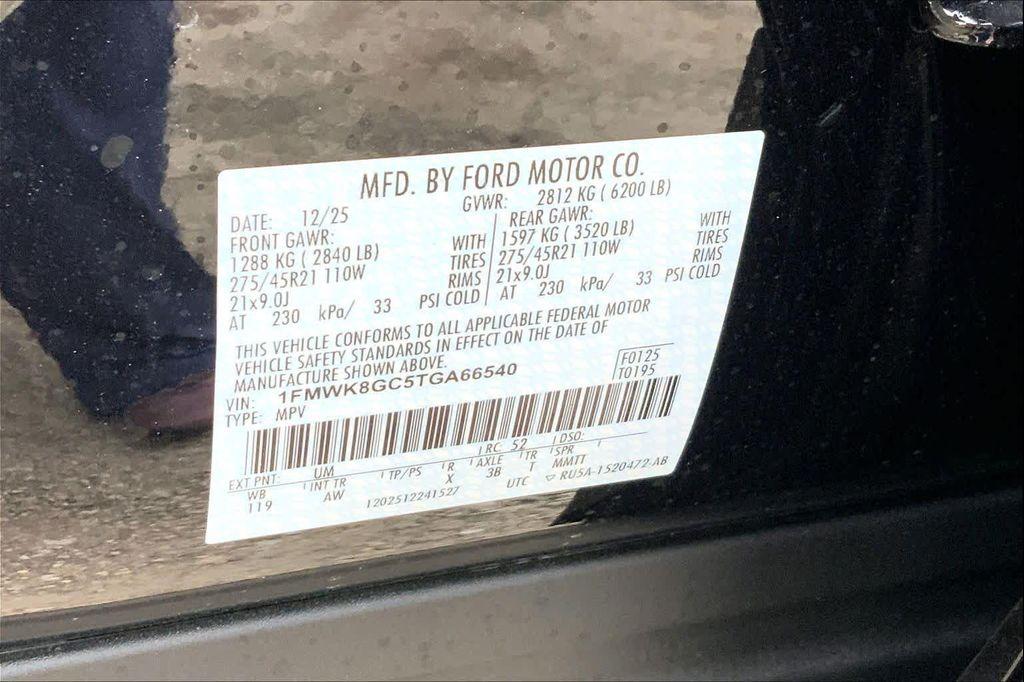 MFD. BY FORD MOTOR CO.
DATE: 12/25 GVWR: 2812 KG ( 6200 LB)
FRONT GAWR: REAR GAWR:
1288 KG ( 2840 LB) WITH 1597 KG ( 3520 LB) WITH
275/45R21 110W TIRES 275/45R21 110W TIRES
21x9.0J RIMS 21x9.0J RIMS
AT 230 kPa/ 33 PSI COLD AT 230 kPa/ 33 PSI COLD
THIS VEHICLE CONFORMS TO ALL APPLICABLE FEDERAL MOTOR
VEHICLE SAFETY STANDARDS IN EFFECT ON THE DATE OF
MANUFACTURE SHOWN ABOVE.
VIN: 1FMWK8GC5TGA66540 F0125
TYPE: MPV T0195
EXT PNT: UM RC: 52 DSO:
WB INT TR TP/PS R AXLE TR SPR
119 AW X 3B T MMTT
1202512241527 UTC ▽ RU5A-1520472-AB